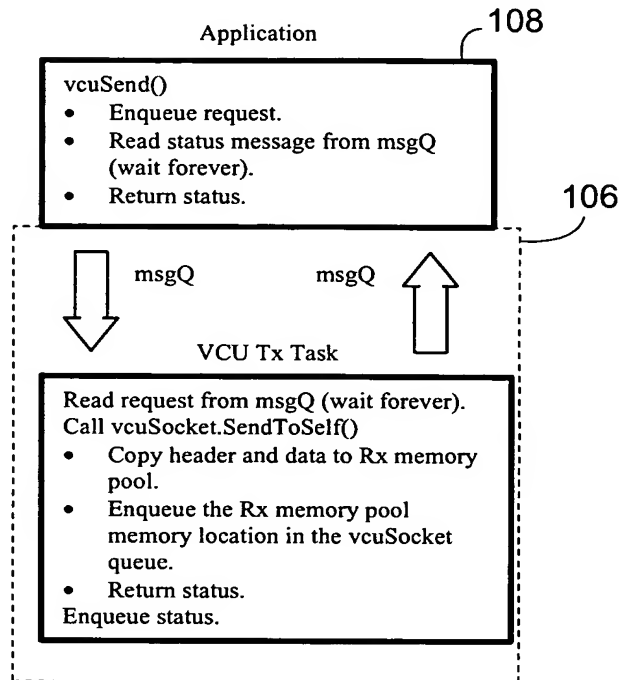 Application
108
vcuSend()
• Enqueue request.
• Read status message from msgQ
(wait forever).
• Return status.
106
msgQ
msgQ
VCU Tx Task
Read request from msgQ (wait forever).
Call vcuSocket.SendToSelf()
• Copy header and data to Rx memory
pool.
• Enqueue the Rx memory pool
memory location in the vcuSocket
queue.
• Return status.
Enqueue status.